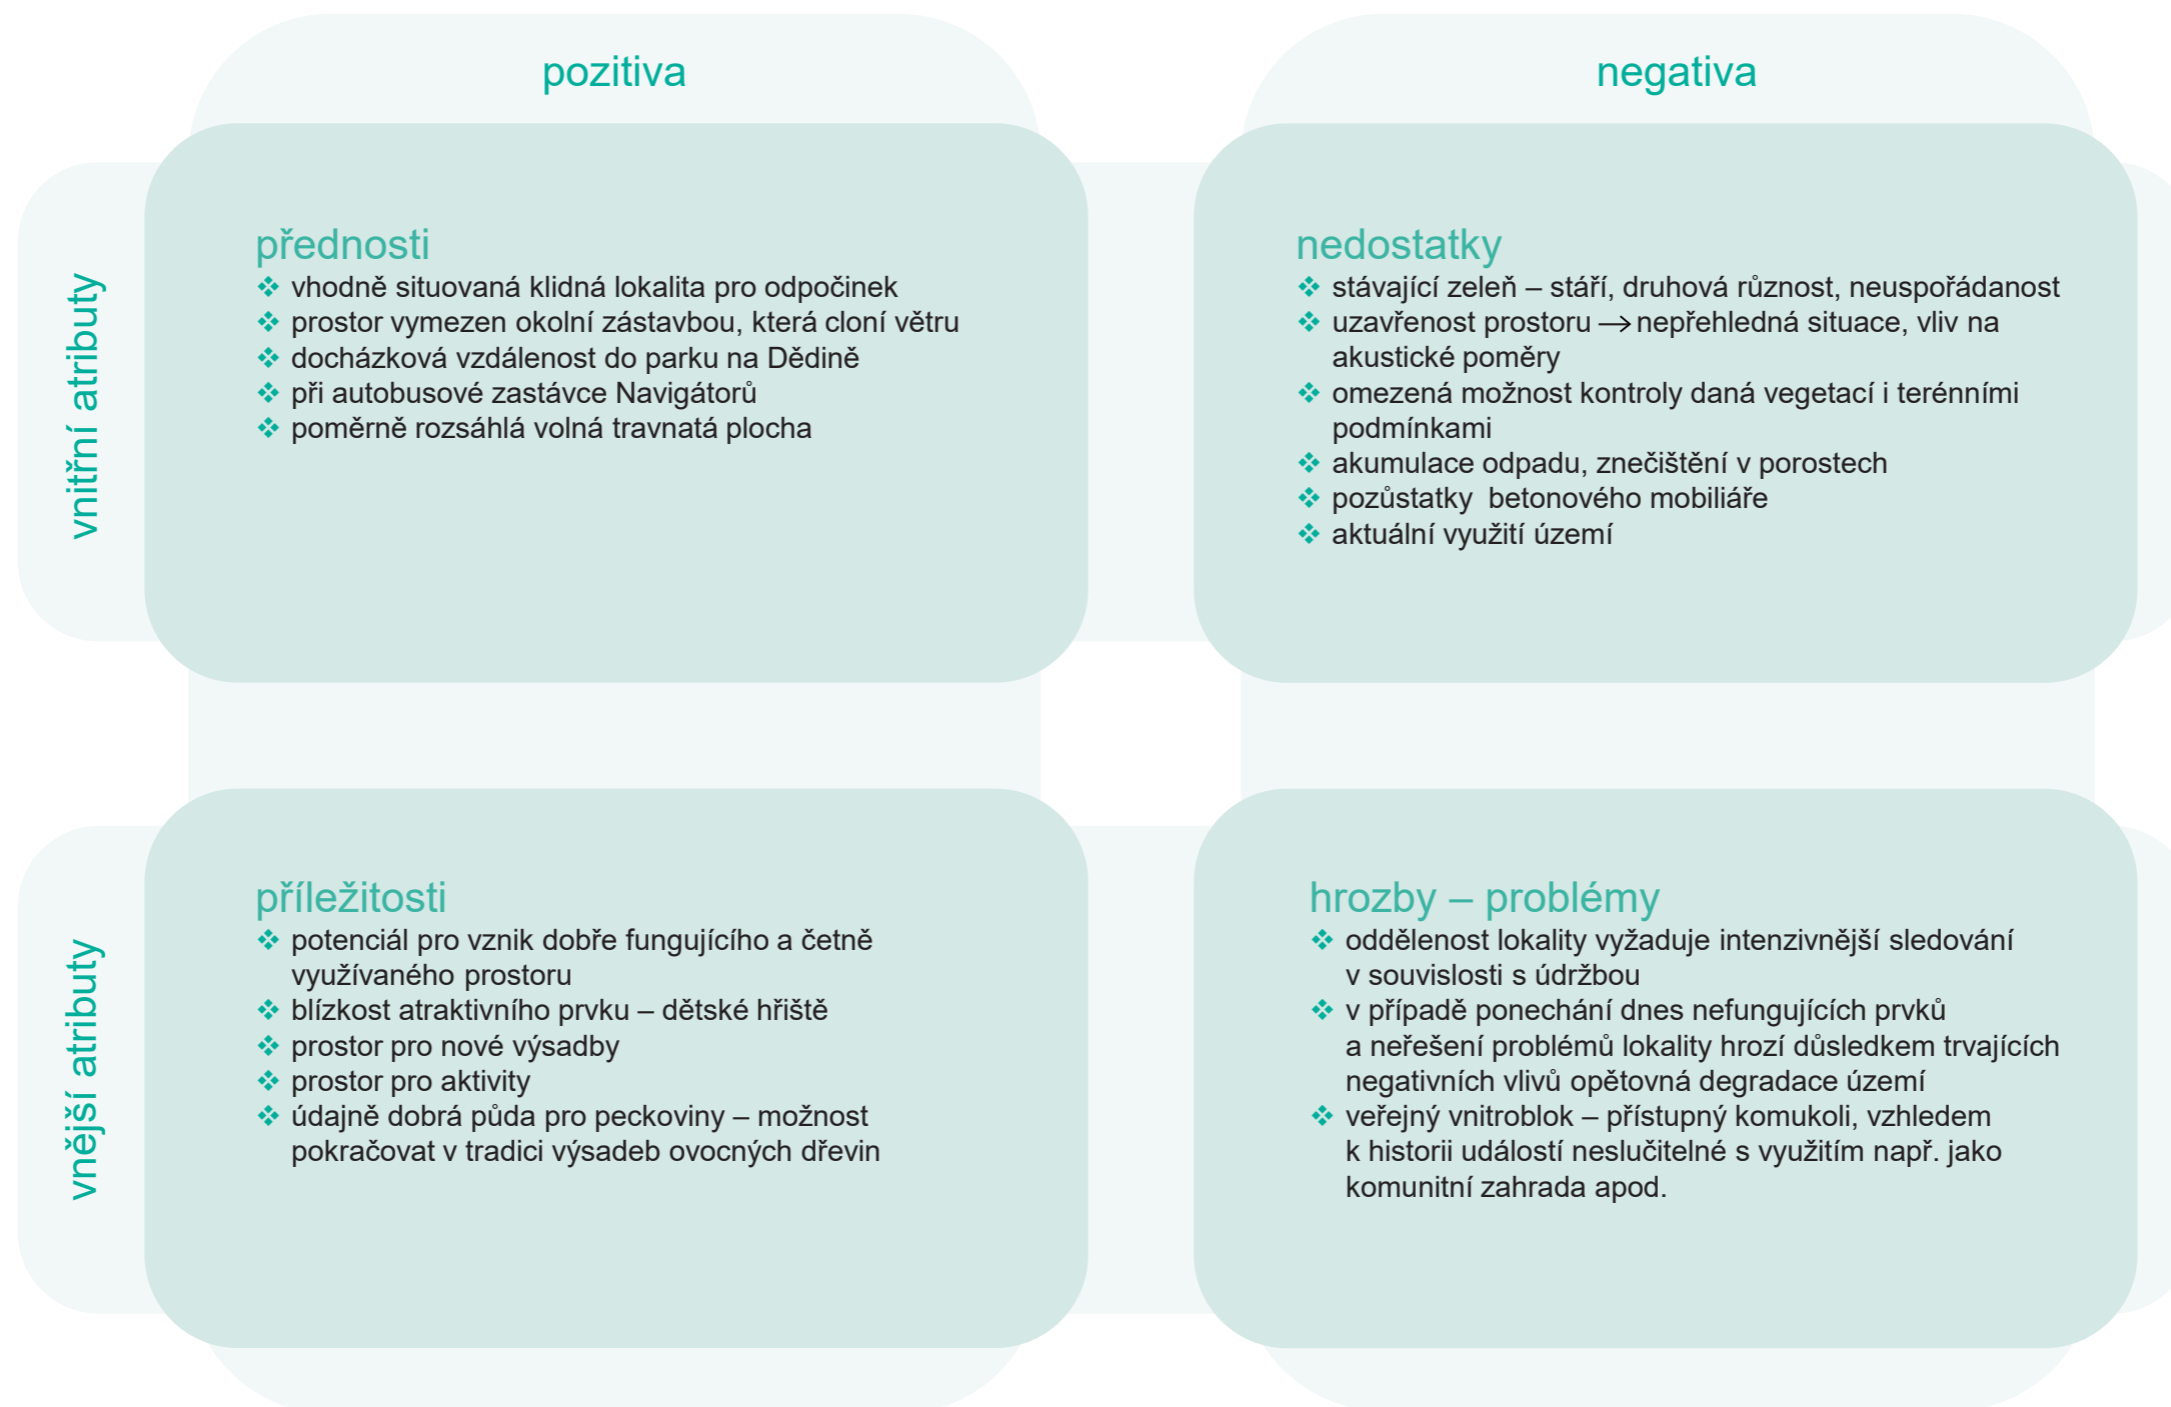 pozitiva
negativa
vnitřní atributy
přednosti
❖ vhodně situovaná klidná lokalita pro odpočinek
❖ prostor vymezen okolní zástavbou, která cloní větru
❖ docházková vzdálenost do parku na Dědině
❖ při autobusové zastávce Navigátorů
❖ poměrně rozsáhlá volná travnatá plocha
nedostatky
❖ stávající zeleň – stáří, druhová různost, neuspořádanost
❖ uzavřenost prostoru → nepřehledná situace, vliv na
akustické poměry
❖ omezená možnost kontroly daná vegetací i terénními
podmínkami
❖ akumulace odpadu, znečištění v porostech
❖ pozůstatky  betonového mobiliáře
❖ aktuální využití území
vnější atributy
příležitosti
❖ potenciál pro vznik dobře fungujícího a četně
využívaného prostoru
❖ blízkost atraktivního prvku – dětské hřiště
❖ prostor pro nové výsadby
❖ prostor pro aktivity
❖ údajně dobrá půda pro peckoviny – možnost
pokračovat v tradici výsadeb ovocných dřevin
hrozby – problémy
❖ oddělenost lokality vyžaduje intenzivnější sledování
v souvislosti s údržbou
❖ v případě ponechání dnes nefungujících prvků
a neřešení problémů lokality hrozí důsledkem trvajících
negativních vlivů opětovná degradace území
❖ veřejný vnitroblok – přístupný komukoli, vzhledem
k historii událostí neslučitelné s využitím např. jako
komunitní zahrada apod.